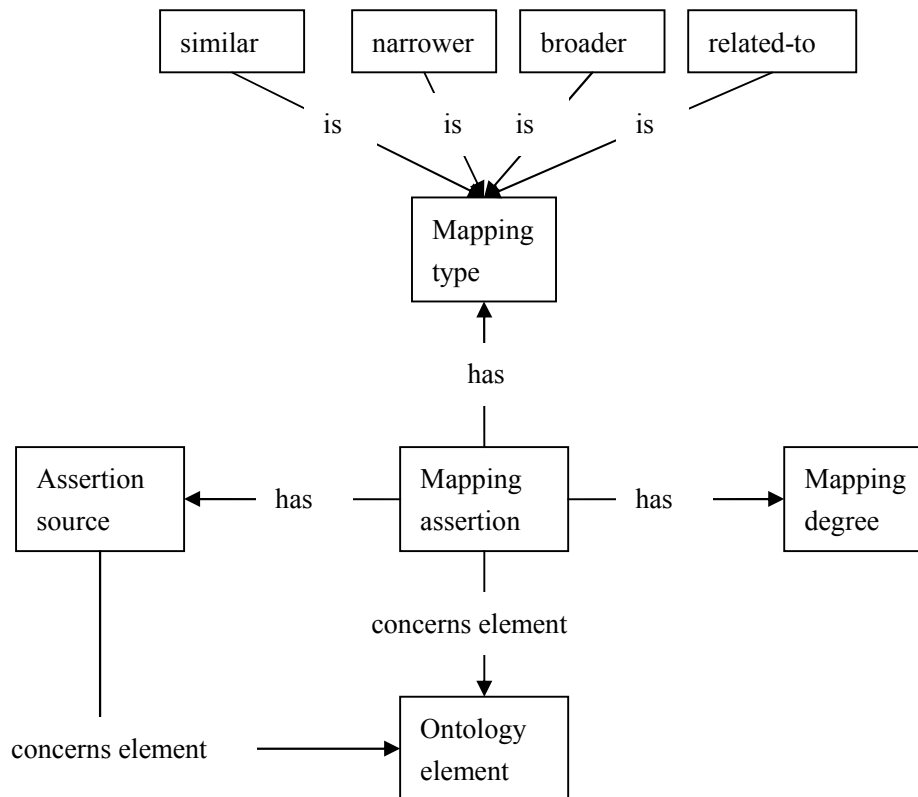 similar
narrower
broader
related-to
is
is
is
is
Mapping
type
has
Assertion
source
has
Mapping
assertion
has
Mapping
degree
concerns element
concerns element
Ontology
element